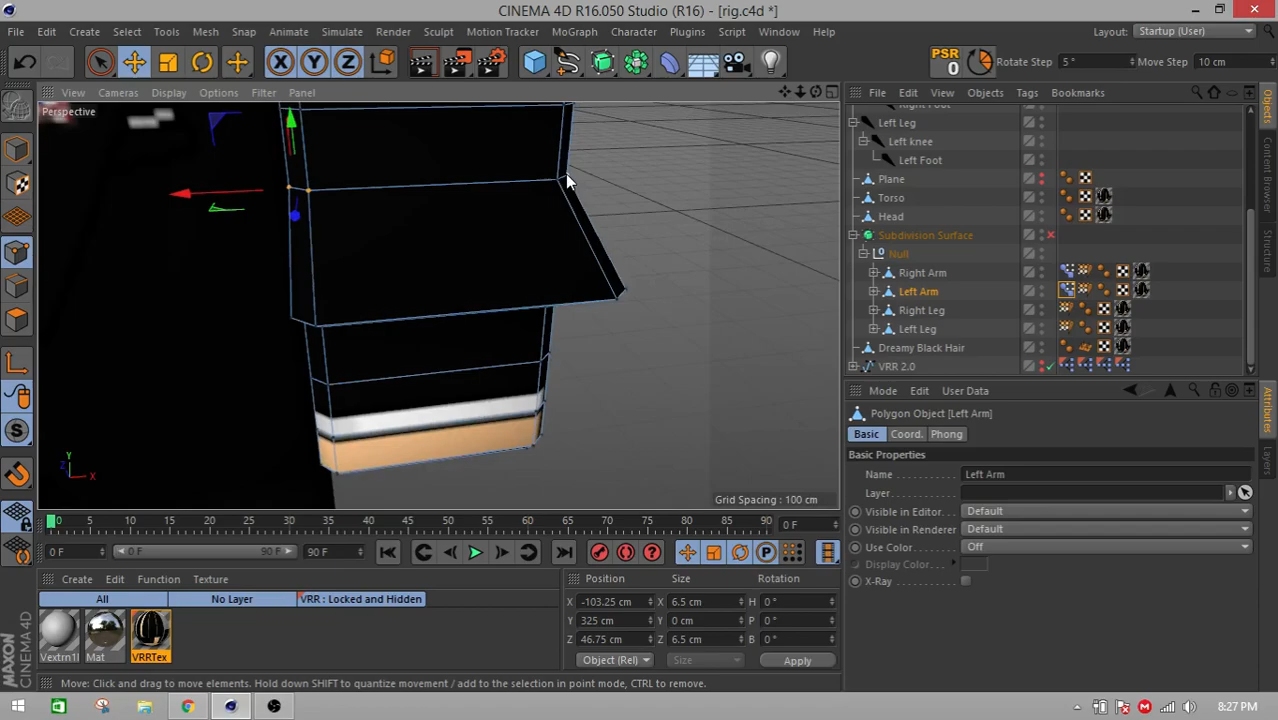 CINEMA 4D R16.050 Studio (R16) - [rig.c4d *]
File Edit Create Select Tools Mesh Snap Animate Simulate Render Sculpt Motion Tracker MoGraph Character Plugins Script Window Help
Layout: Startup (User)
PSR
0
Rotate Step 5 ° Move Step 10 cm
View Cameras Display Options Filter Panel
Perspective
Y
Z X
Grid Spacing : 100 cm
File Edit View Objects Tags Bookmarks
Left Leg
Left knee
Left Foot
Plane
Torso
Head
Subdivision Surface
Null
Right Arm
Left Arm
Right Leg
Left Leg
Dreamy Black Hair
VRR 2.0
Objects
Structure
Mode Edit User Data
Polygon Object [Left Arm]
Basic Coord. Phong
Basic Properties
Name Left Arm
Layer
Visible in Editor Default
Visible in Renderer Default
Use Color Off
Display Color
X-Ray
Attributes
Layers
0 5 10 15 20 25 30 35 40 45 50 55 60 65 70 75 80 85 90 0 F
0 F 0 F 90 F 90 F
Create Edit Function Texture
All No Layer VRR : Locked and Hidden
Mat VRRTex
Position Size Rotation
X -103.25 cm X 6.5 cm H 0 °
Y 325 cm Y 0 cm P 0 °
Z 46.75 cm Z 6.5 cm B 0 °
Object (Rel) Size Apply
MAXON
CINEMA 4D
Move: Click and drag to move elements. Hold down SHIFT to quantize movement / add to the selection in point mode, CTRL to remove.
8:27 PM